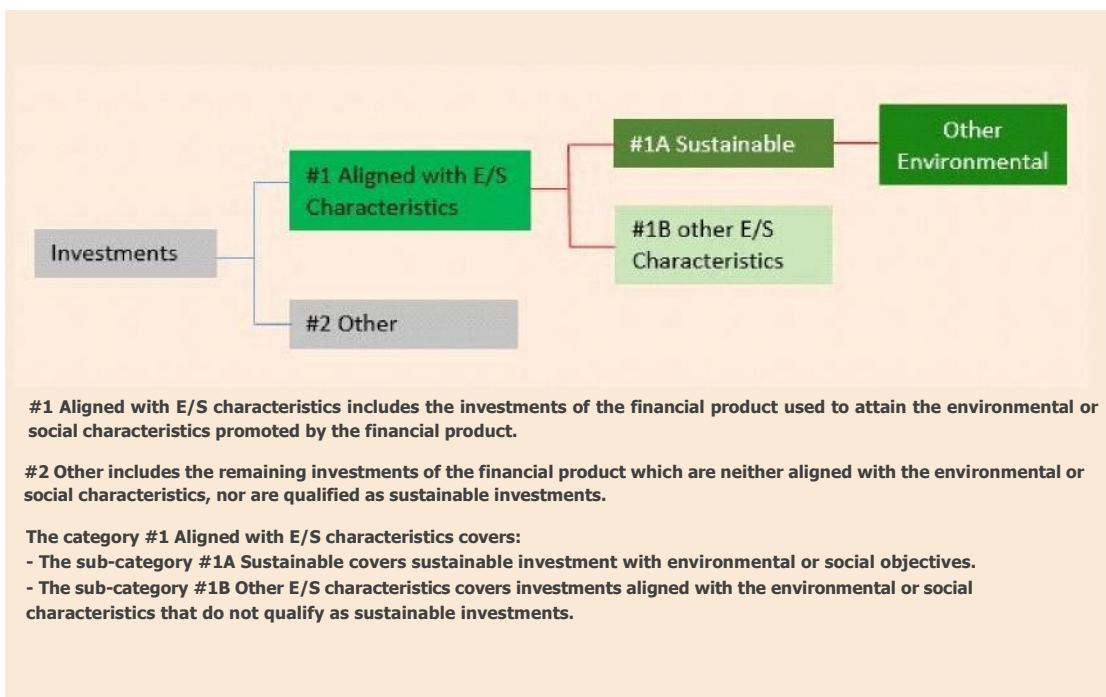 Other
Environmental
#1A Sustainable
#1 Aligned with E/S
Characteristics
#1B other E/S
Characteristics
Investments
#2 Other
#1 Aligned with E/S characteristics includes the investments of the financial product used to attain the environmental or
social characteristics promoted by the financial product.
#2 Other includes the remaining investments of the financial product which are neither aligned with the environmental or
social characteristics, nor are qualified as sustainable investments.
The category #1 Aligned with E/S characteristics covers:
- The sub-category #1A Sustainable covers sustainable investment with environmental or social objectives.
- The sub-category #1B Other E/S characteristics covers investments aligned with the environmental or social
characteristics that do not qualify as sustainable investments.